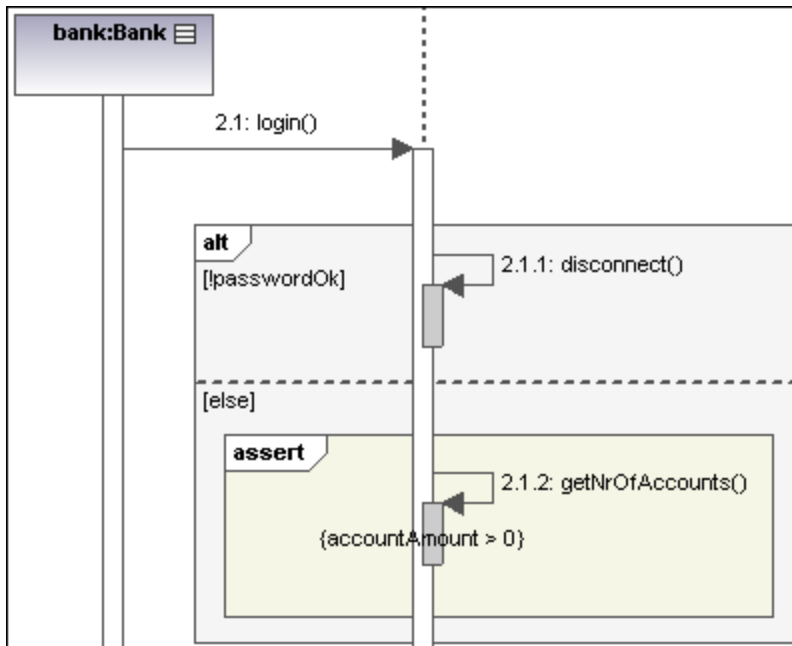 bank:Bank
2.1: login()
alt
[!passwordOk]
2.1.1: disconnect()
[else]
assert
2.1.2: getNrOfAccounts()
{accountAmount > 0}